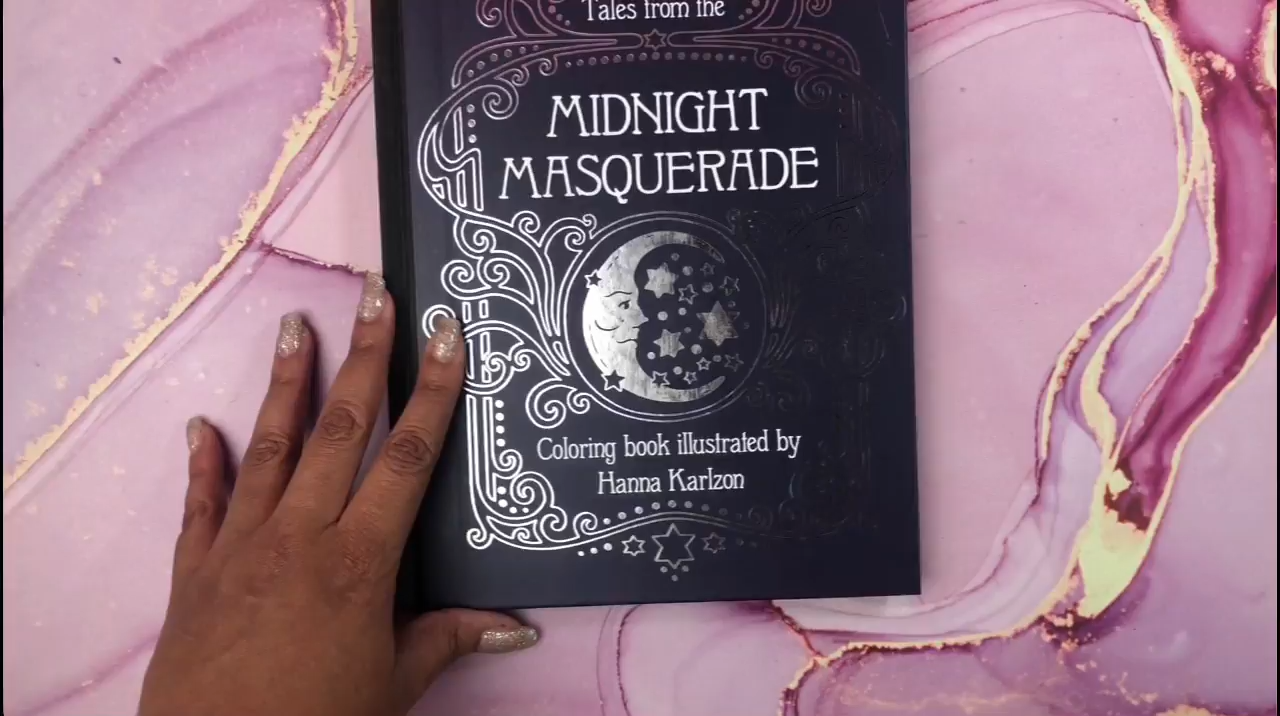 Tales from the
MIDNIGHT
MASQUERADE
Coloring book illustrated by
Hanna Karlzon